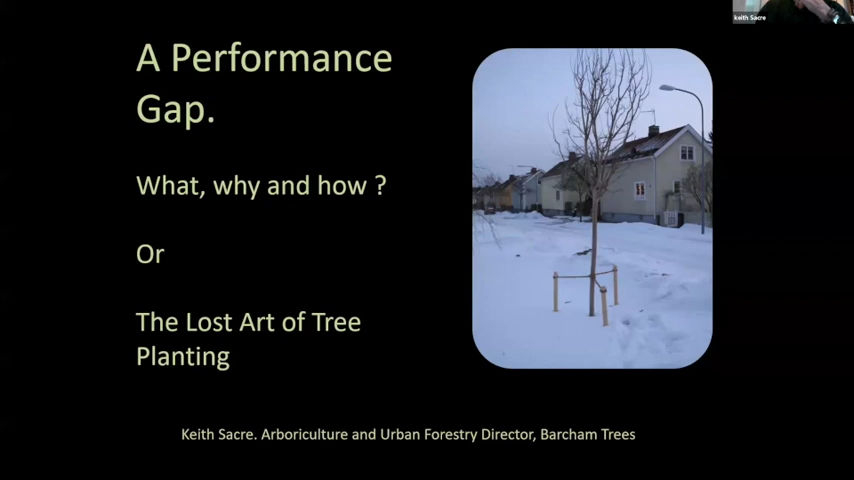 A Performance
Gap.
What, why and how ?
Or
The Lost Art of Tree
Planting
Keith Sacre. Arboriculture and Urban Forestry Director, Barcham Trees
keith Sacre